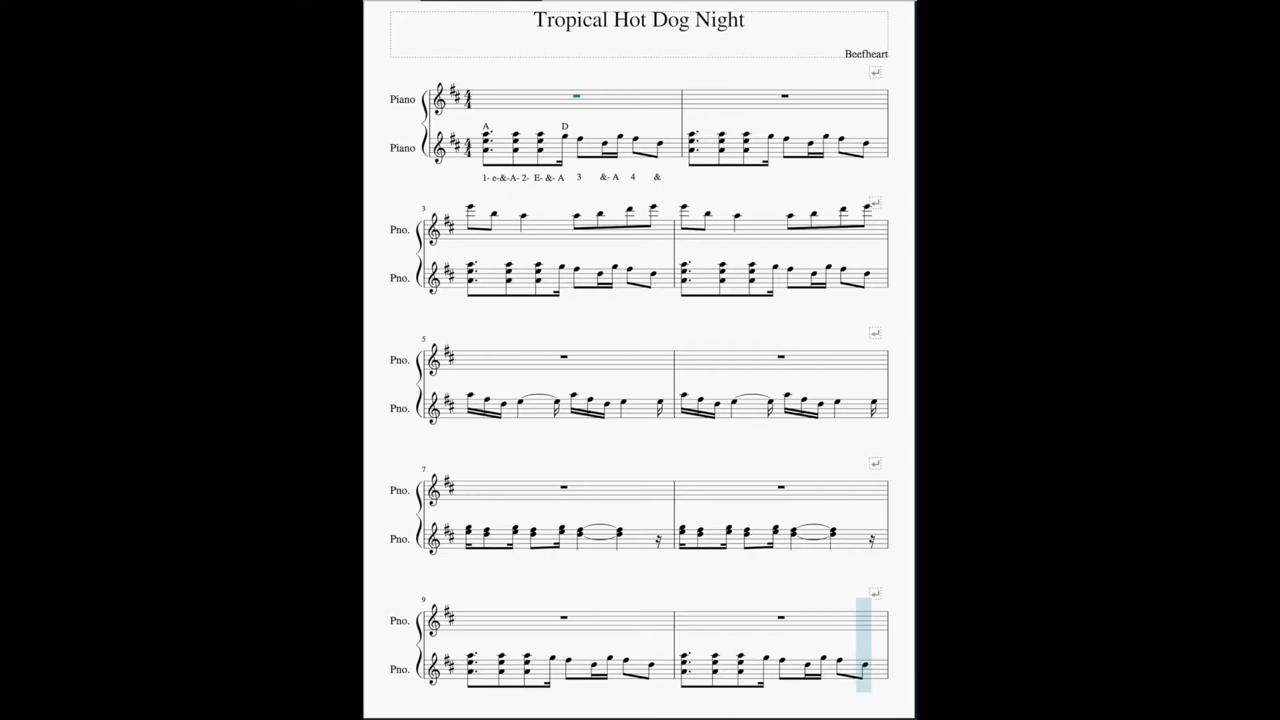 Tropical Hot Dog Night
Beefheart
Piano
A D
Piano
1- e-&-A- 2- E- &- A 3 &- A 4 &
3
Pno.
Pno.
5
Pno.
Pno.
7
Pno.
Pno.
9
Pno.
Pno.